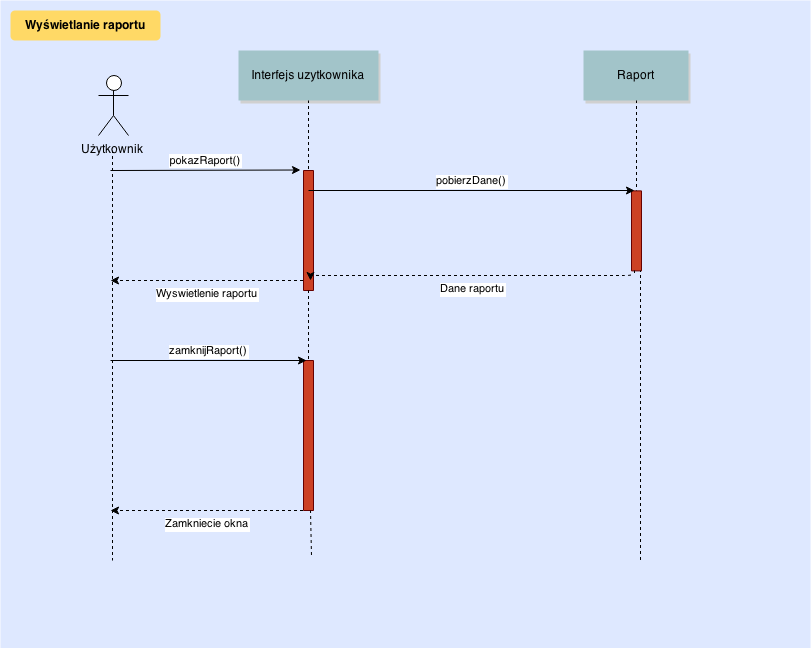 Wyświetlanie raportu
Interfejs uzytkownika
Raport
Użytkownik
pokazRaport()
pobierzDane()
Wyswietlenie raportu
Dane raportu
zamknijRaport()
Zamkniecie okna